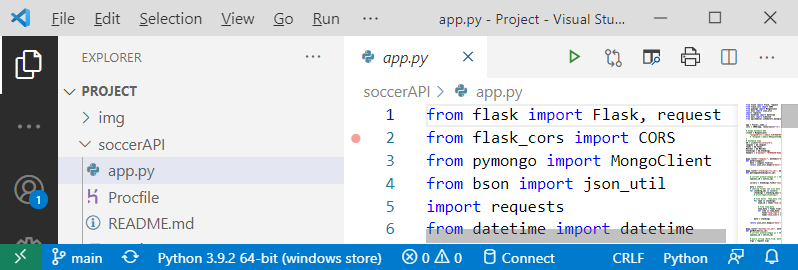 File Edit Go Run ··· app.py - Project - Visual Stu...
EXPLORER ···
PROJECT
img
soccerAPI
app.py
Procfile
README.md
1
app.py ···
soccerAPI > app.py
1 from flask import Flask, request
2 from flask_cors import CORS
3 from pymongo import MongoClient
4 from bson import json_util
5 import requests
6 from datetime import datetime
main Python 3.9.2 64-bit (windows store) 0 0 Connect CRLF Python